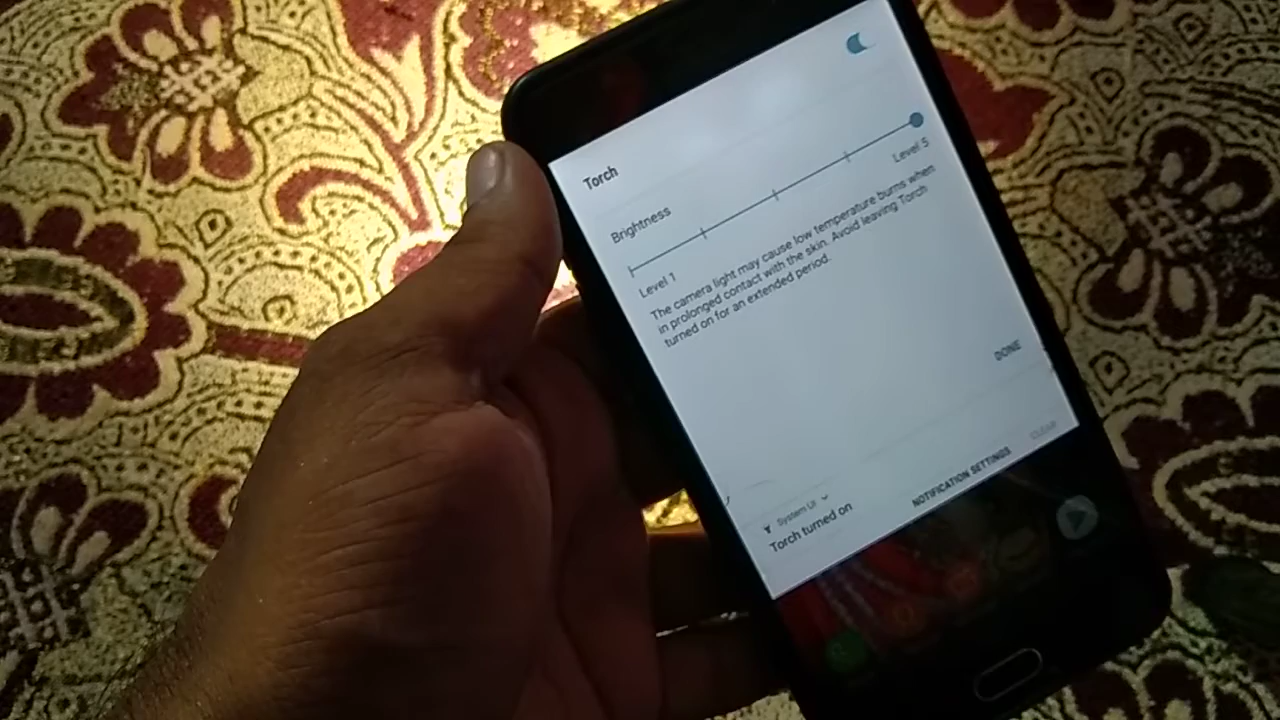 Torch
Brightness
Level 1
Level 5
The camera light may cause low temperature burns when
in prolonged contact with the skin. Avoid leaving Torch
turned on for an extended period.
DONE
System UI
Torch turned on
NOTIFICATION SETTINGS
CLEAR